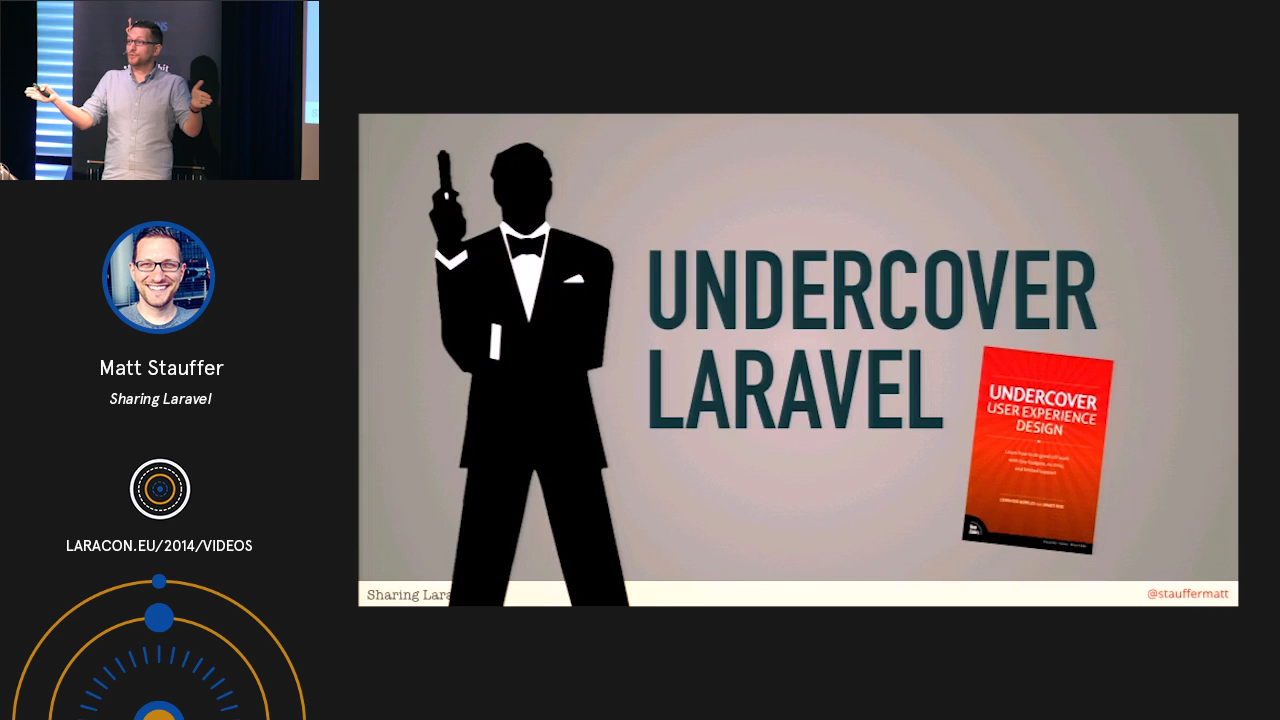 Matt Stauffer
Sharing Laravel
LARACON.EU/2014/VIDEOS
UNDERCOVER
LARAVEL
UNDERCOVER
USER EXPERIENCE
DESIGN
Sharing Lara
@stauffermatt